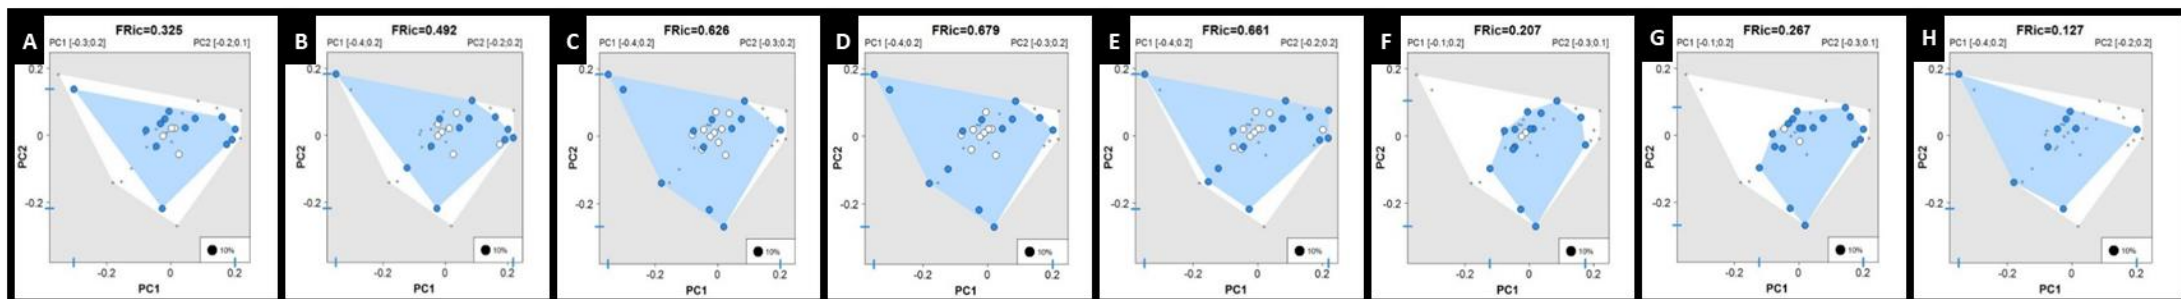 A
FRic=0.325
PC1 [-0.3;0.2] PC2 [-0.2;0.1]
0.2
0
-0.2
PC2
-0.2 0 0.2
PC1
10%
B
FRic=0.492
PC1 [-0.4;0.2] PC2 [-0.2;0.2]
0.2
0
-0.2
PC2
-0.2 0 0.2
PC1
10%
C
FRic=0.626
PC1 [-0.4;0.2] PC2 [-0.3;0.2]
0.2
0
-0.2
PC2
-0.2 0 0.2
PC1
10%
D
FRic=0.679
PC1 [-0.4;0.2] PC2 [-0.3;0.2]
0.2
0
-0.2
PC2
-0.2 0 0.2
PC1
10%
E
FRic=0.661
PC1 [-0.4;0.2] PC2 [-0.2;0.2]
0.2
0
-0.2
PC2
-0.2 0 0.2
PC1
10%
F
FRic=0.207
PC1 [-0.1;0.2] PC2 [-0.3;0.1]
0.2
0
-0.2
PC2
-0.2 0 0.2
PC1
10%
G
FRic=0.267
PC1 [-0.1;0.2] PC2 [-0.3;0.1]
0.2
0
-0.2
PC2
-0.2 0 0.2
PC1
10%
H
FRic=0.127
PC1 [-0.4;0.2] PC2 [-0.2;0.2]
0.2
0
-0.2
PC2
-0.2 0 0.2
PC1
10%